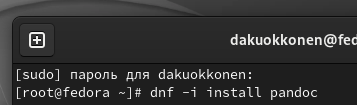 dakuokkonen@fed
[sudo] пароль для dakuokkonen:
[root@fedora ~]# dnf -i install pandoc